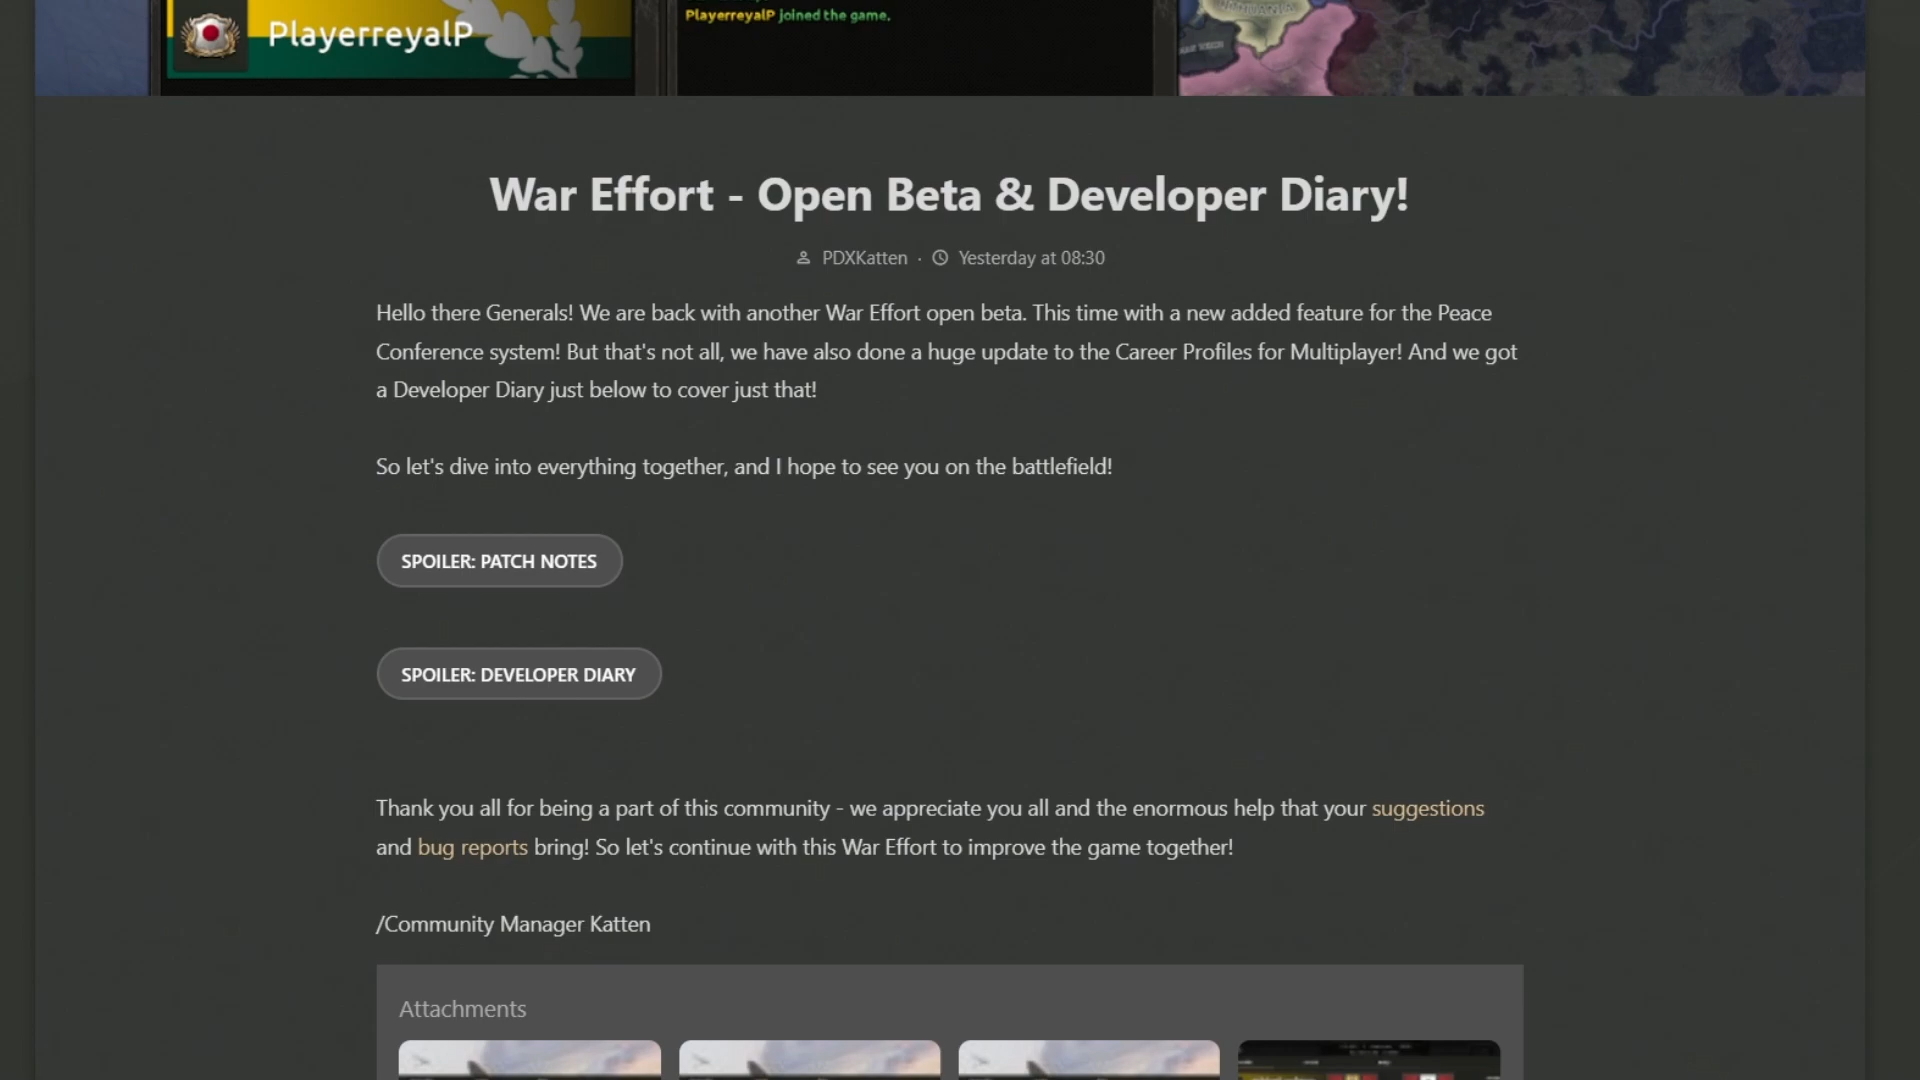 PlayerreyalP
PlayerreyalP joined the game.
War Effort - Open Beta & Developer Diary!
PDXKatten · Yesterday at 08:30
Hello there Generals! We are back with another War Effort open beta. This time with a new added feature for the Peace
Conference system! But that's not all, we have also done a huge update to the Career Profiles for Multiplayer! And we got
a Developer Diary just below to cover just that!
So let's dive into everything together, and I hope to see you on the battlefield!
SPOILER: PATCH NOTES
SPOILER: DEVELOPER DIARY
Thank you all for being a part of this community - we appreciate you all and the enormous help that your suggestions
and bug reports bring! So let's continue with this War Effort to improve the game together!
/Community Manager Katten
Attachments